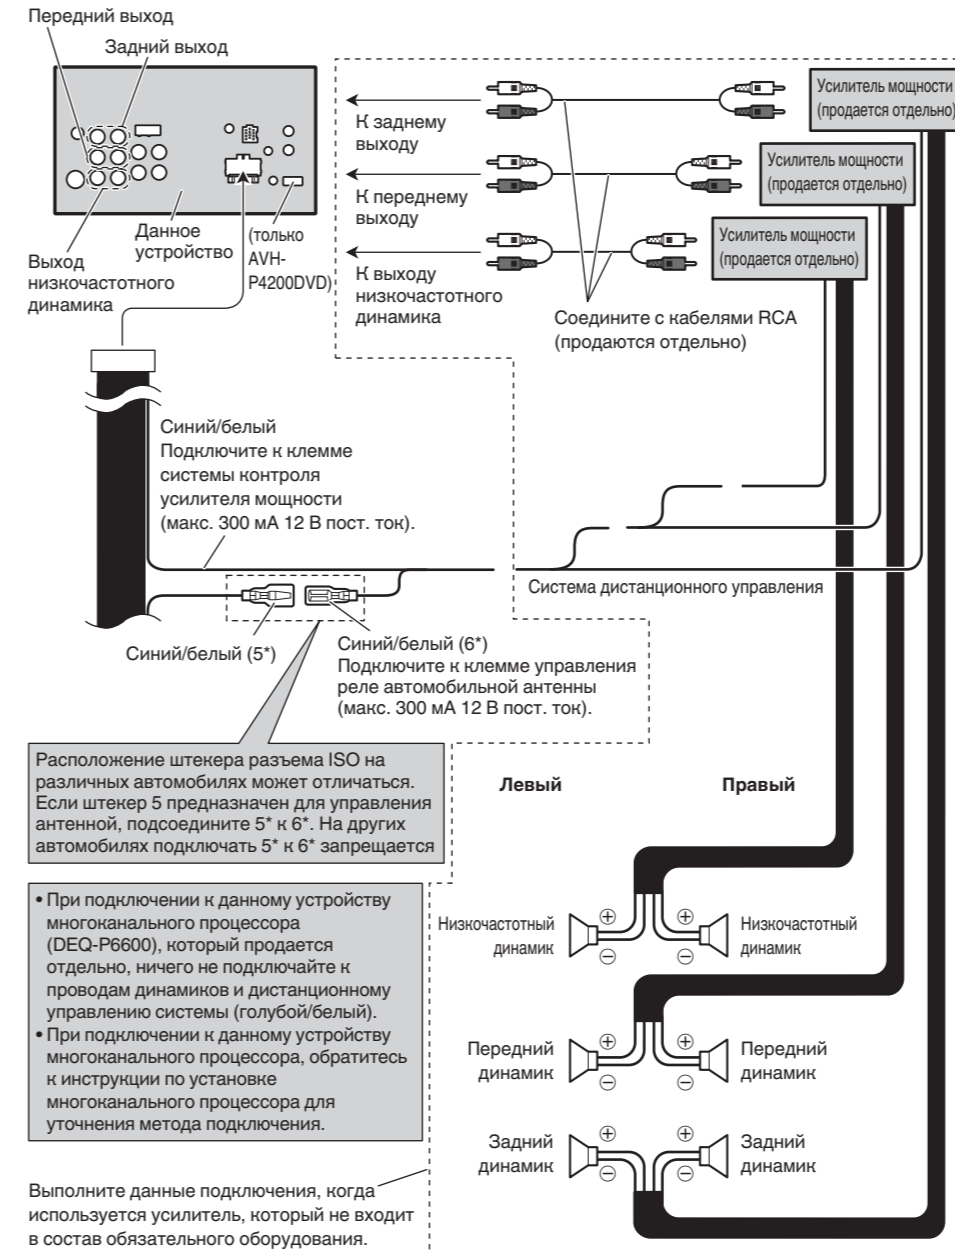 Передний выход
Задний выход
Усилитель мощности
(продается отдельно)
К заднему
выходу
Усилитель мощности
(продается отдельно)
К переднему
выходу
Усилитель мощности
(продается отдельно)
К выходу
низкочастотного
динамика
Данное
устройство
(только
AVH-
P4200DVD)
Выход
низкочастотного
динамика
Соедините с кабелями RCA
(продаются отдельно)
Синий/белый
Подключите к клемме
системы контроля
усилителя мощности
(макс. 300 мА 12 В пост. ток).
Система дистанционного управления
Синий/белый (5*)
Синий/белый (6*)
Подключите к клемме управления
реле автомобильной антенны
(макс. 300 мА 12 В пост. ток).
Расположение штекера разъема ISO на
различных автомобилях может отличаться.
Если штекер 5 предназначен для управления
антенной, подсоедините 5* к 6*. На других
автомобилях подключать 5* к 6* запрещается
Левый
Правый
• При подключении к данному устройству
многоканального процессора
(DEQ-P6600), который продается
отдельно, ничего не подключайте к
проводам динамиков и дистанционному
управлению системы (голубой/белый).
• При подключении к данному устройству
многоканального процессора, обратитесь
к инструкции по установке
многоканального процессора для
уточнения метода подключения.
Низкочастотный
динамик
⊕
⊖
⊕
⊖
Низкочастотный
динамик
Передний
динамик
⊕
⊖
⊕
⊖
Передний
динамик
Задний
динамик
⊕
⊖
⊕
⊖
Задний
динамик
Выполните данные подключения, когда
используется усилитель, который не входит
в состав обязательного оборудования.